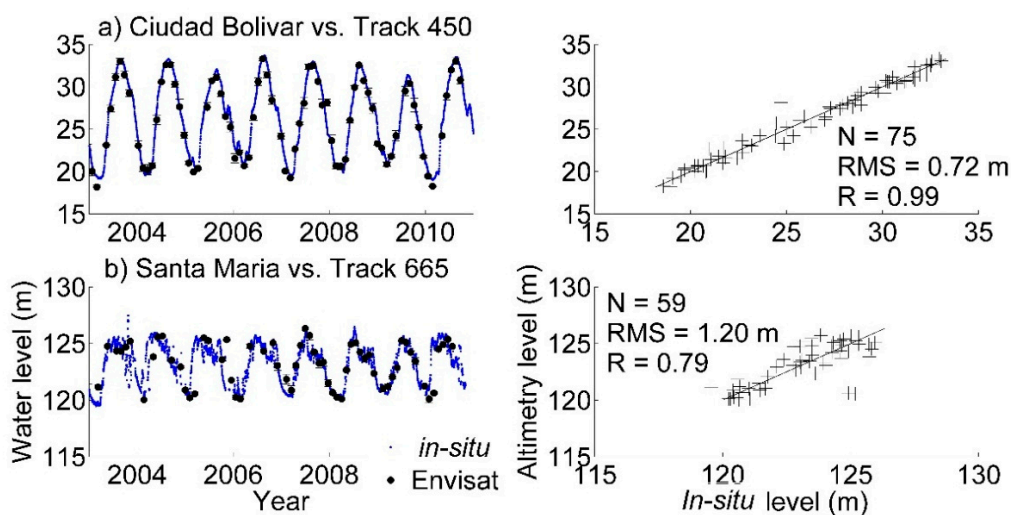 a) Ciudad Bolivar vs. Track 450
35
30
25
20
15
2004 2006 2008 2010
35
30
25
20
15
N = 75
RMS = 0.72 m
R = 0.99
15 20 25 30 35
b) Santa Maria vs. Track 665
Water level (m)
130
125
120
115
2004 2006 2008 2010
Year
in-situ
Envisat
Altimetry level (m)
130
125
120
115
N = 59
RMS = 1.20 m
R = 0.79
115 120 125 130
In-situ level (m)